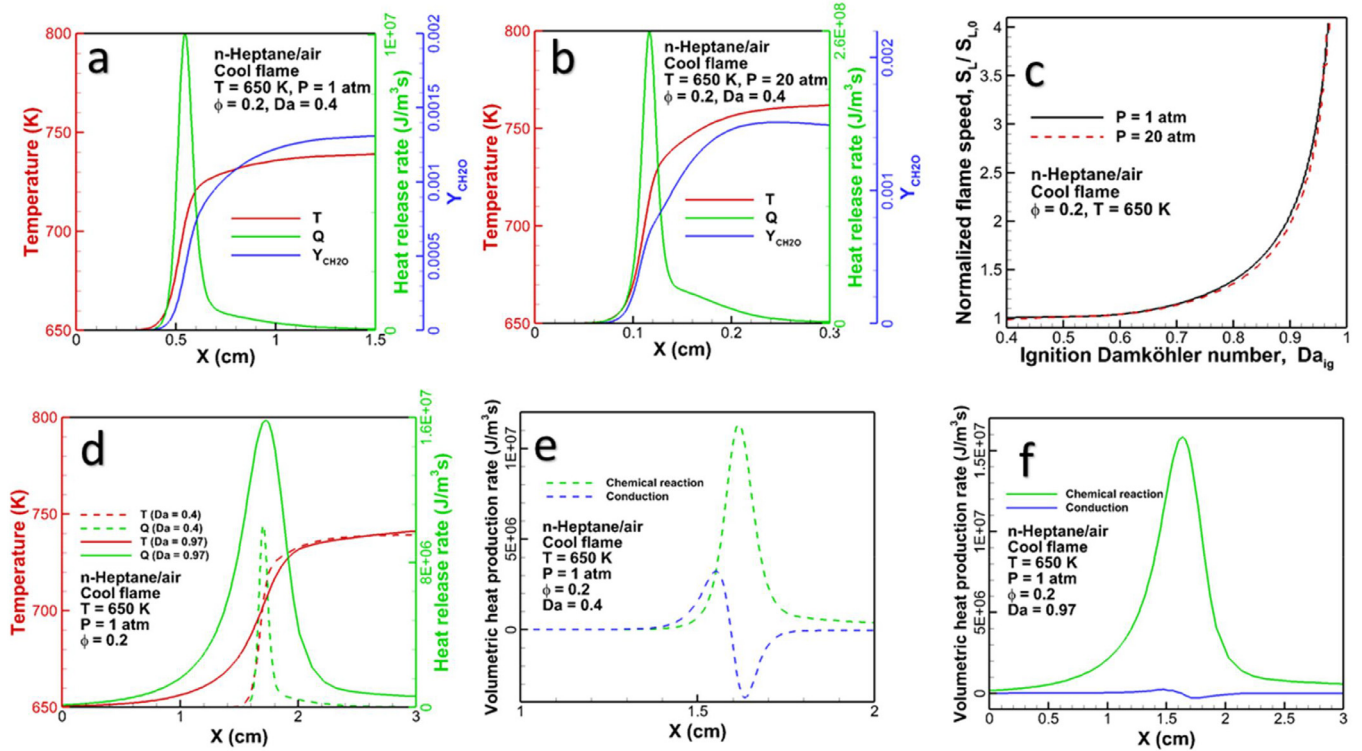 a
n-Heptane/air
Cool flame
T = 650 K, P = 1 atm
ϕ = 0.2, Da = 0.4
T
Q
Y_CH2O
Temperature (K)
800
750
700
650
0
0.5
1
1.5
X (cm)
1E+07
0
Heat release rate (J/m³s)
0.002
0.0015
0.001
0.0005
0
Y_CH2O
b
n-Heptane/air
Cool flame
T = 650 K, P = 20 atm
ϕ = 0.2, Da = 0.4
T
Q
Y_CH2O
Temperature (K)
800
750
700
650
0
0.1
0.2
0.3
X (cm)
2.6E+08
0
Heat release rate (J/m³s)
0.002
0.001
0
Y_CH2O
c
P = 1 atm
P = 20 atm
n-Heptane/air
Cool flame
ϕ = 0.2, T = 650 K
Normalized flame speed, S_L/ S_L,0
4
3.5
3
2.5
2
1.5
1
0.4
0.5
0.6
0.7
0.8
0.9
1
Ignition Damköhler number, Da_ig
d
T (Da = 0.4)
Q (Da = 0.4)
T (Da = 0.97)
Q (Da = 0.97)
n-Heptane/air
Cool flame
T = 650 K
P = 1 atm
ϕ = 0.2
Temperature (K)
800
750
700
650
0
1
2
3
X (cm)
1.6E+07
8E+06
0
Heat release rate (J/m³s)
e
Chemical reaction
Conduction
n-Heptane/air
Cool flame
T = 650 K
P = 1 atm
ϕ = 0.2
Da = 0.4
Volumetric heat production rate (J/m³s)
1E+07
5E+06
0
1
1.5
2
X (cm)
f
Chemical reaction
Conduction
n-Heptane/air
Cool flame
T = 650 K
P = 1 atm
ϕ = 0.2
Da = 0.97
Volumetric heat production rate (J/m³s)
1.5E+07
1E+07
5E+06
0
0
0.5
1
1.5
2
2.5
3
X (cm)